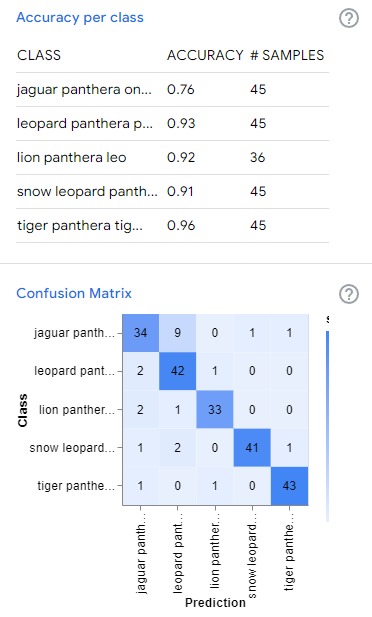 Accuracy per class
CLASS ACCURACY # SAMPLES
jaguar panthera on... 0.76 45
leopard panthera p... 0.93 45
lion panthera leo 0.92 36
snow leopard panth... 0.91 45
tiger panthera tig... 0.96 45
Confusion Matrix
jaguar panth... 34 9 0 1 1
leopard pant... 2 42 1 0 0
lion panther... 2 1 33 0 0
snow leopard... 1 2 0 41 1
tiger panthe... 1 0 1 0 43
Class
jaguar panth...
leopard pant...
lion panther...
snow leopard...
tiger panthe...
Prediction